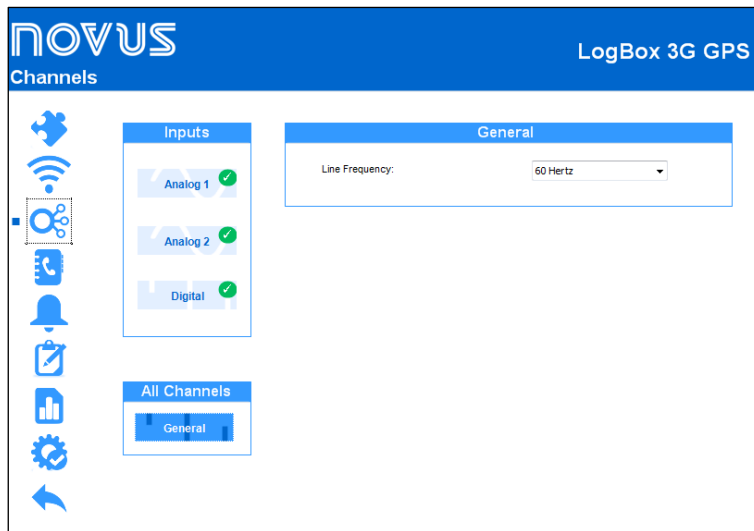 NOVUS
LogBox 3G GPS
Channels
Inputs
Analog 1
Analog 2
Digital
All Channels
General
General
Line Frequency:
60 Hertz